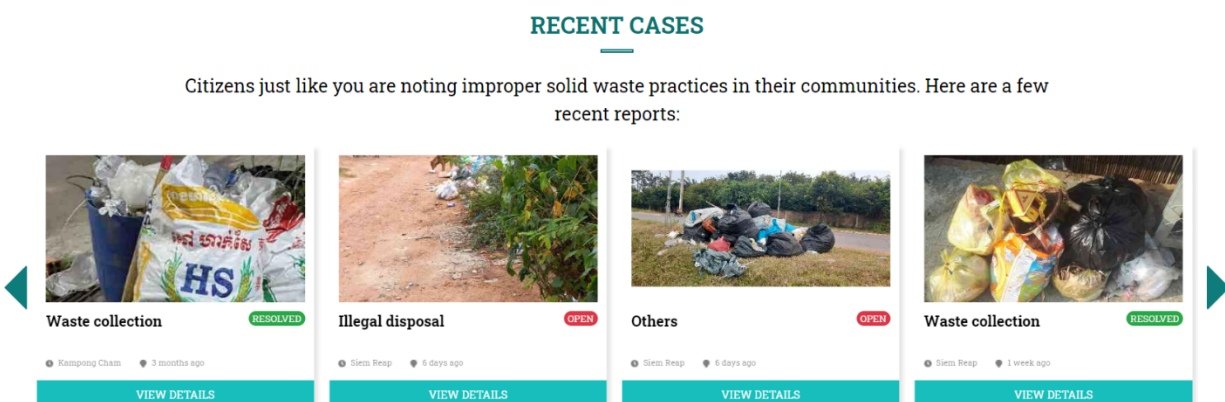 RECENT CASES
Citizens just like you are noting improper solid waste practices in their communities. Here are a few
recent reports:
HS
Waste collection RESOLVED
Kampong Cham 3 months ago
VIEW DETAILS
Illegal disposal OPEN
Siem Reap 6 days ago
VIEW DETAILS
Others OPEN
Siem Reap 6 days ago
VIEW DETAILS
Waste collection RESOLVED
Siem Reap 1 week ago
VIEW DETAILS